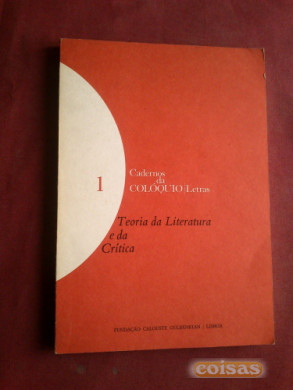 1
Cadernos
da
COLÓQUIO/Letras
Teoria da Literatura
e da
Crítica
FUNDAÇÃO CALOUSTE GULBENKIAN / LISBOA
coisas